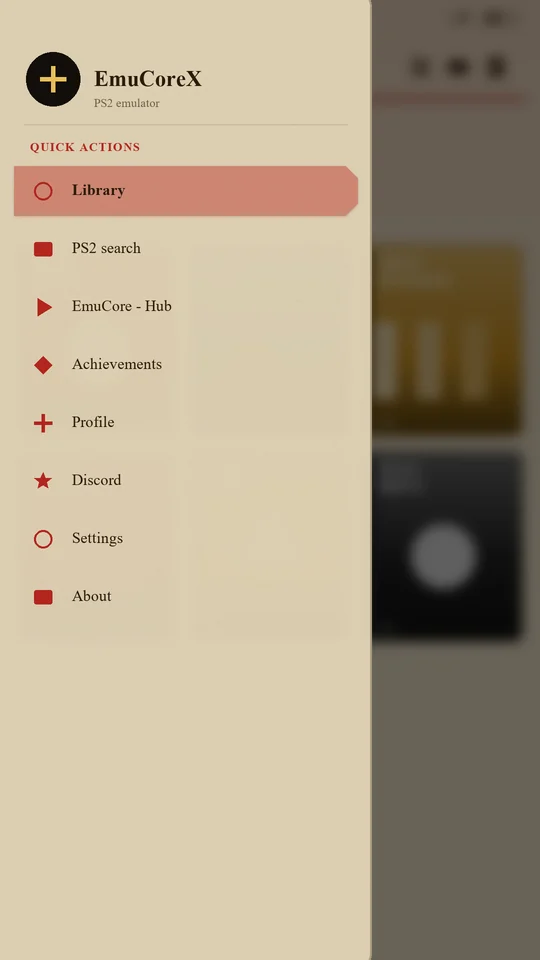 EmuCoreX
PS2 emulator
QUICK ACTIONS
Library
PS2 search
EmuCore - Hub
Achievements
Profile
Discord
Settings
About